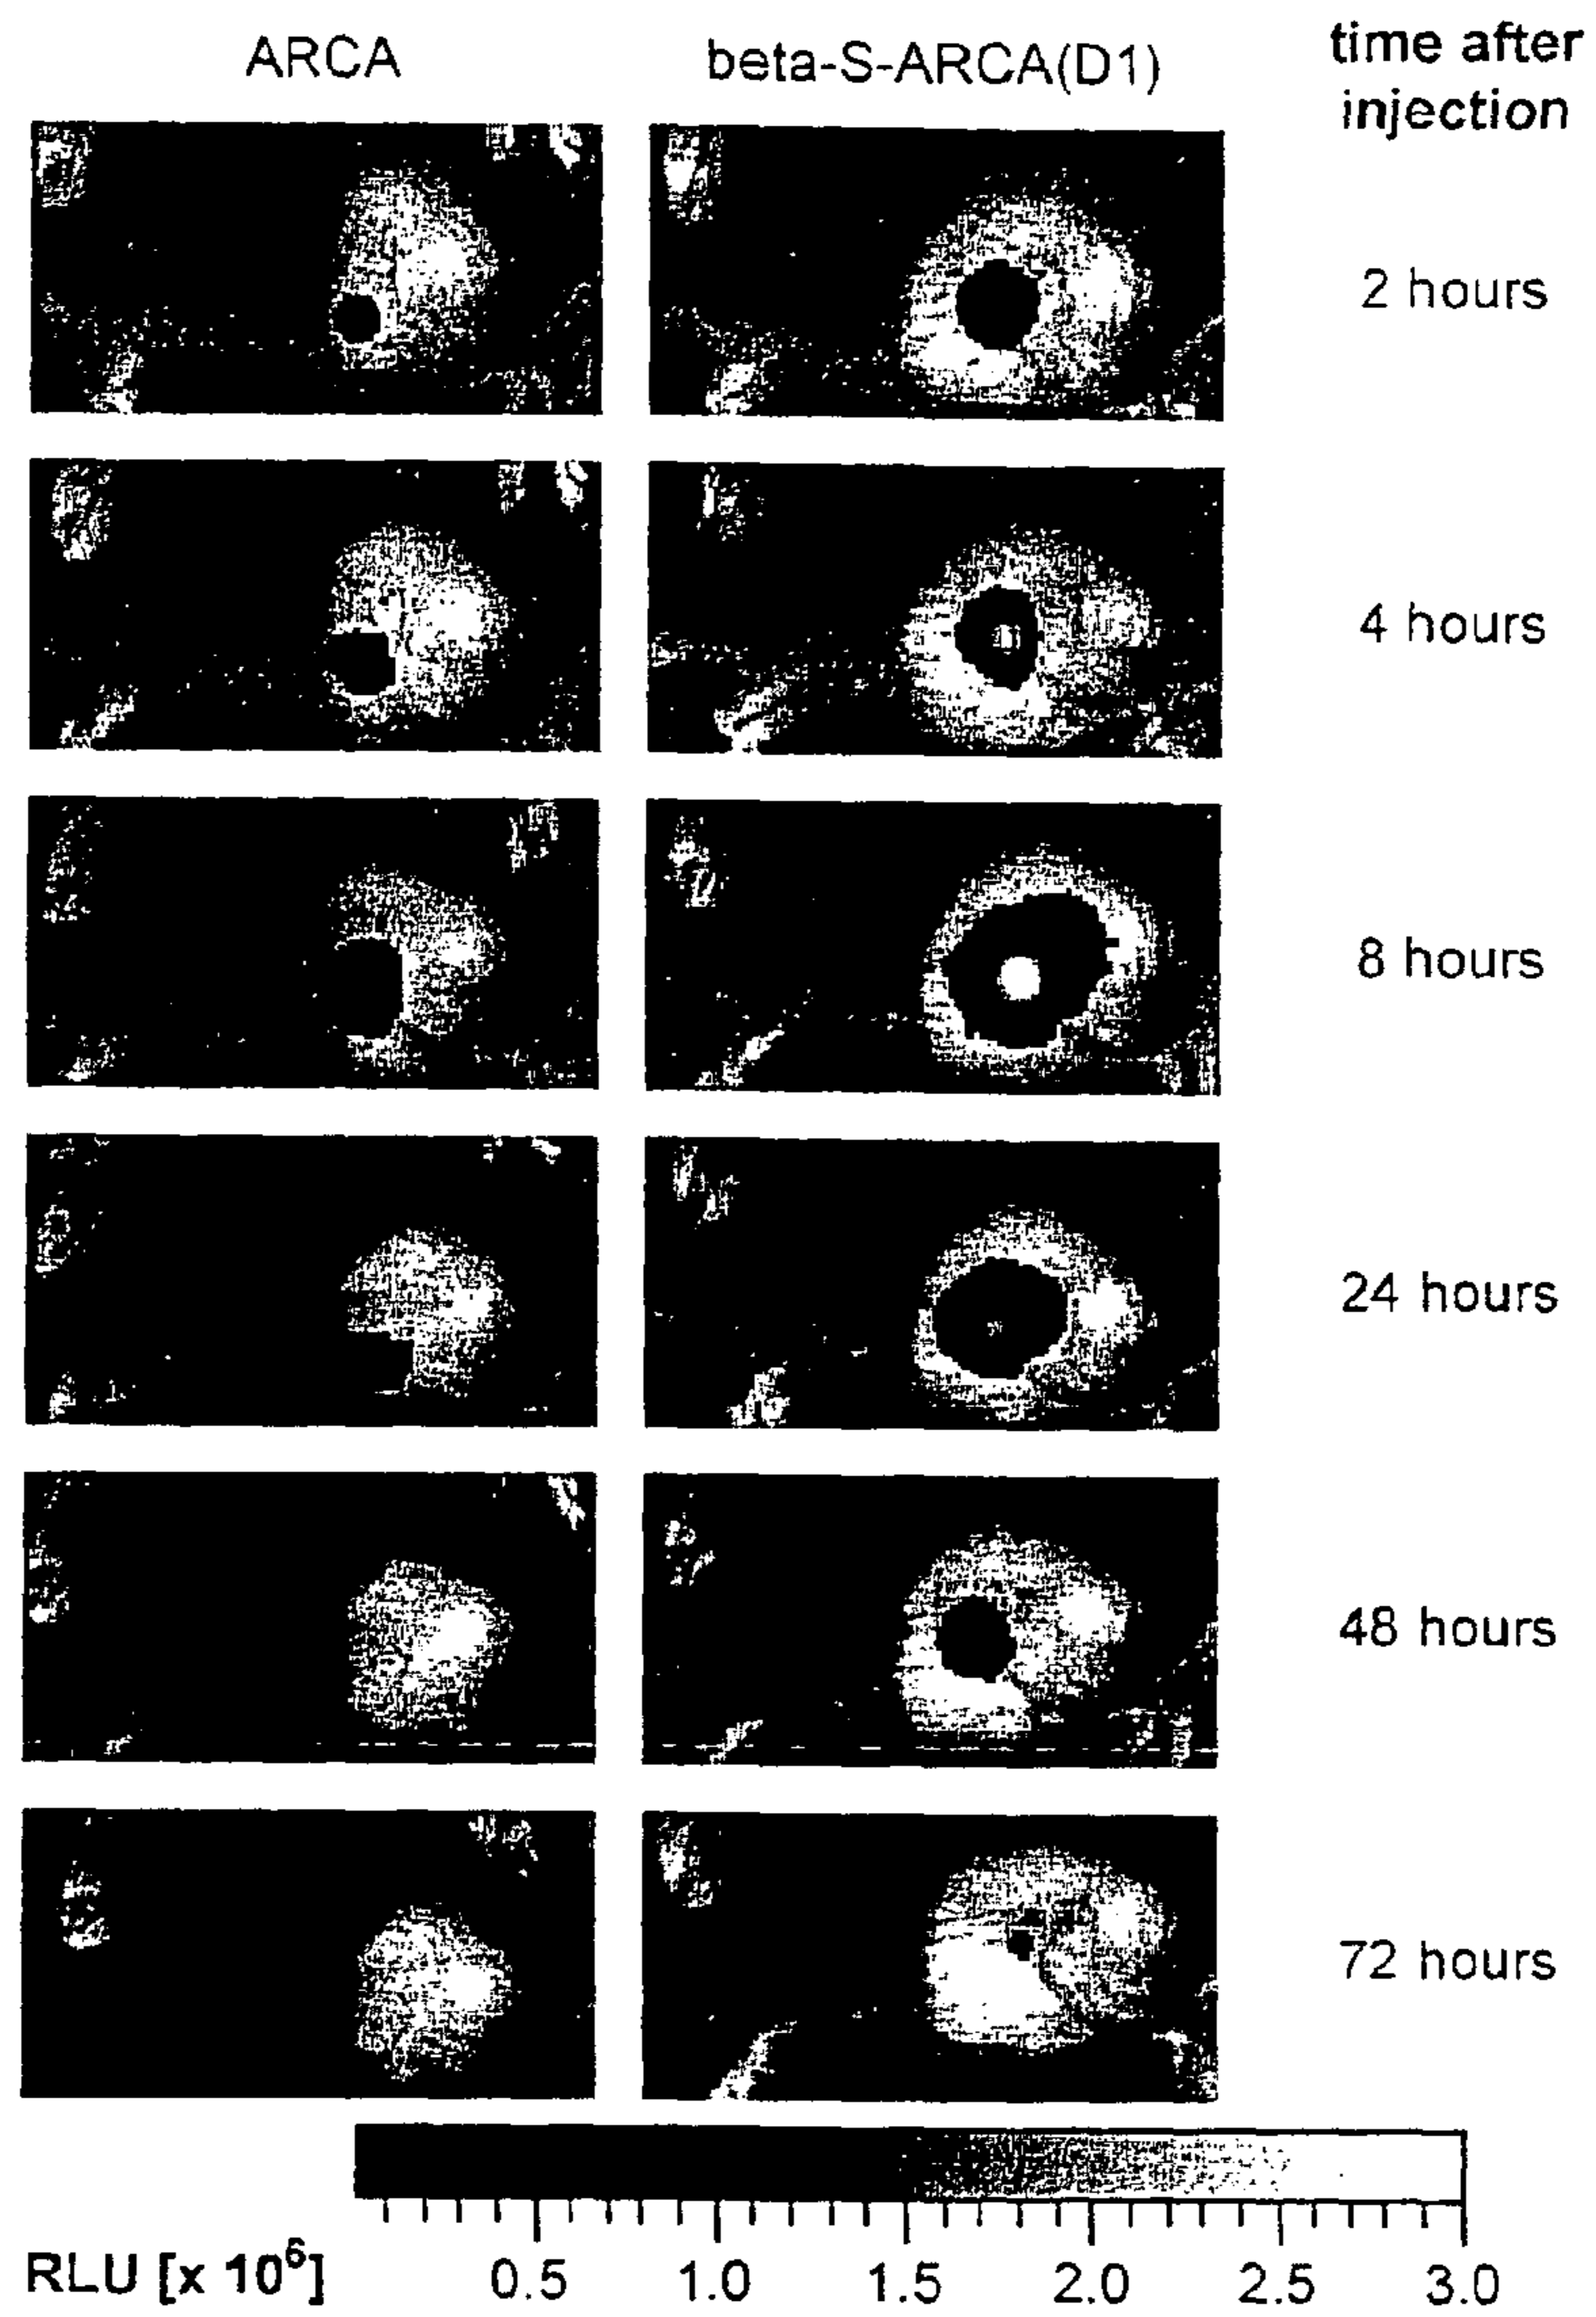 ARCA
beta-S-ARCA(D1)
time after
injection
2 hours
4 hours
8 hours
24 hours
48 hours
72 hours
RLU [x 10⁶]
0.5
1.0
1.5
2.0
2.5
3.0